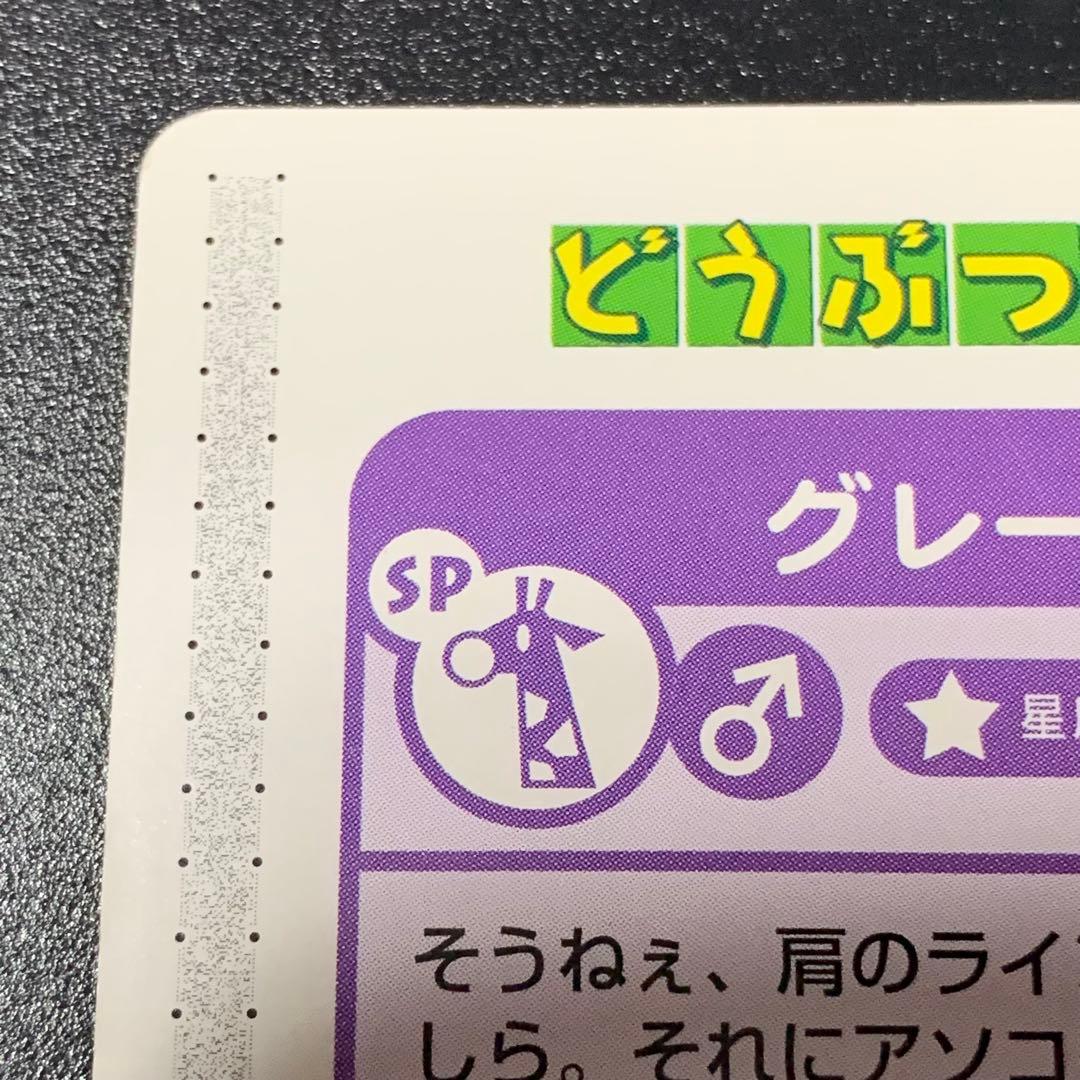 どうぶつ
グレー
SP
星
そうねぇ、肩のライ
しら。それにアソコ